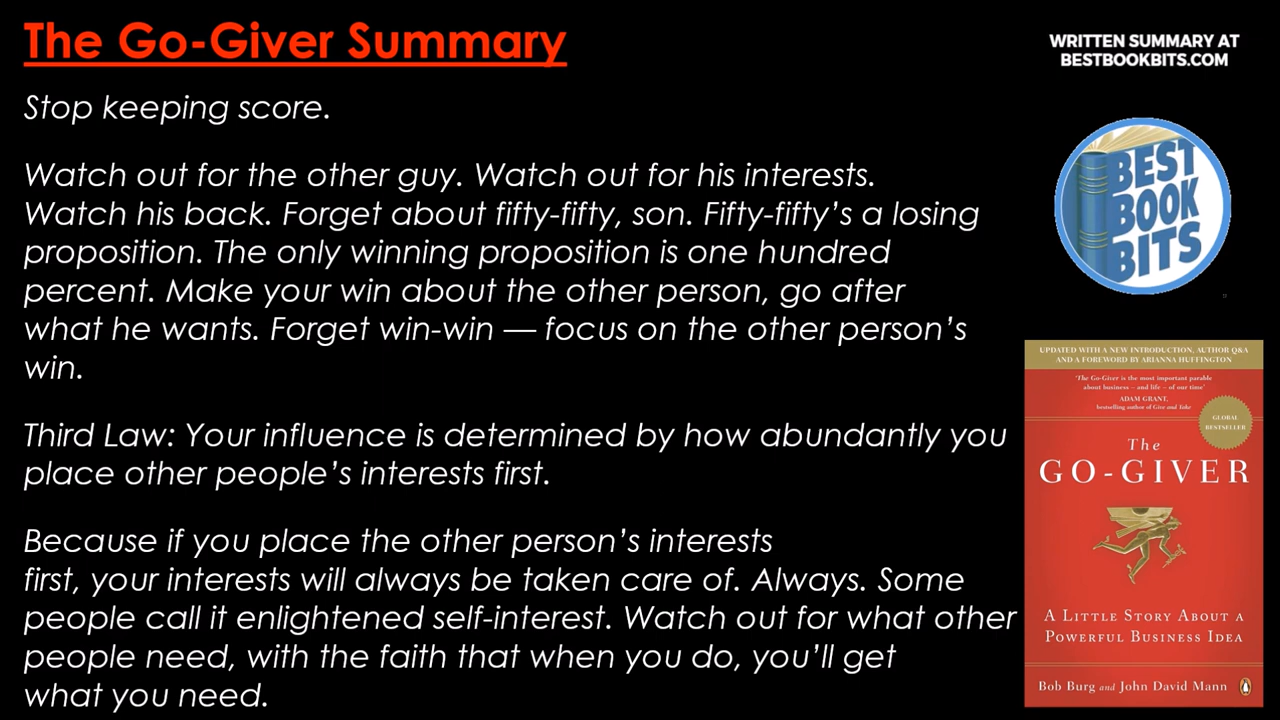 The Go-Giver Summary
WRITTEN SUMMARY AT
BESTBOOKBITS.COM
Stop keeping score.
Watch out for the other guy. Watch out for his interests.
Watch his back. Forget about fifty-fifty, son. Fifty-fifty’s a losing
proposition. The only winning proposition is one hundred
percent. Make your win about the other person, go after
what he wants. Forget win-win — focus on the other person’s
win.
Third Law: Your influence is determined by how abundantly you
place other people’s interests first.
Because if you place the other person’s interests
first, your interests will always be taken care of. Always. Some
people call it enlightened self-interest. Watch out for what other
people need, with the faith that when you do, you’ll get
what you need.
BEST
BOOK
BITS
UPDATED WITH A NEW INTRODUCTION, AUTHOR Q&A
AND A FOREWORD BY ARIANNA HUFFINGTON
‘The Go-Giver is the most important parable
about business – and life – of our time’
ADAM GRANT,
bestselling author of Give and Take
GLOBAL
BESTSELLER
The
GO-GIVER
A LITTLE STORY ABOUT A
POWERFUL BUSINESS IDEA
Bob Burg and John David Mann